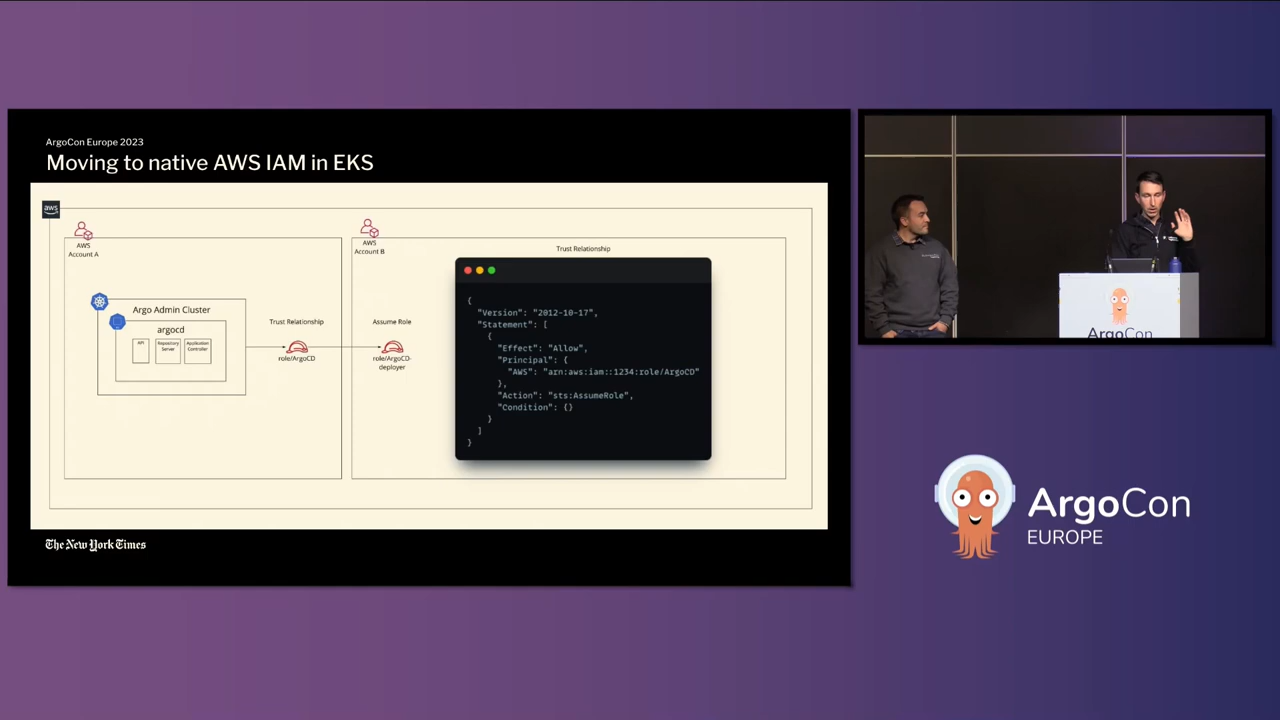 ArgoCon Europe 2023
Moving to native AWS IAM in EKS
aws
AWS
Account A
AWS
Account B
Trust Relationship
Argo Admin Cluster
argocd
API
Repository
Server
Application
Controller
Trust Relationship
role/ArgoCD
Assume Role
role/ArgoCD-
deployer
{
"Version": "2012-10-17",
"Statement": [
{
"Effect": "Allow",
"Principal": {
"AWS": "arn:aws:iam::1234:role/ArgoCD"
},
"Action": "sts:AssumeRole",
"Condition": {}
}
]
}
The New York Times
ArgoCon
ArgoCon
EUROPE